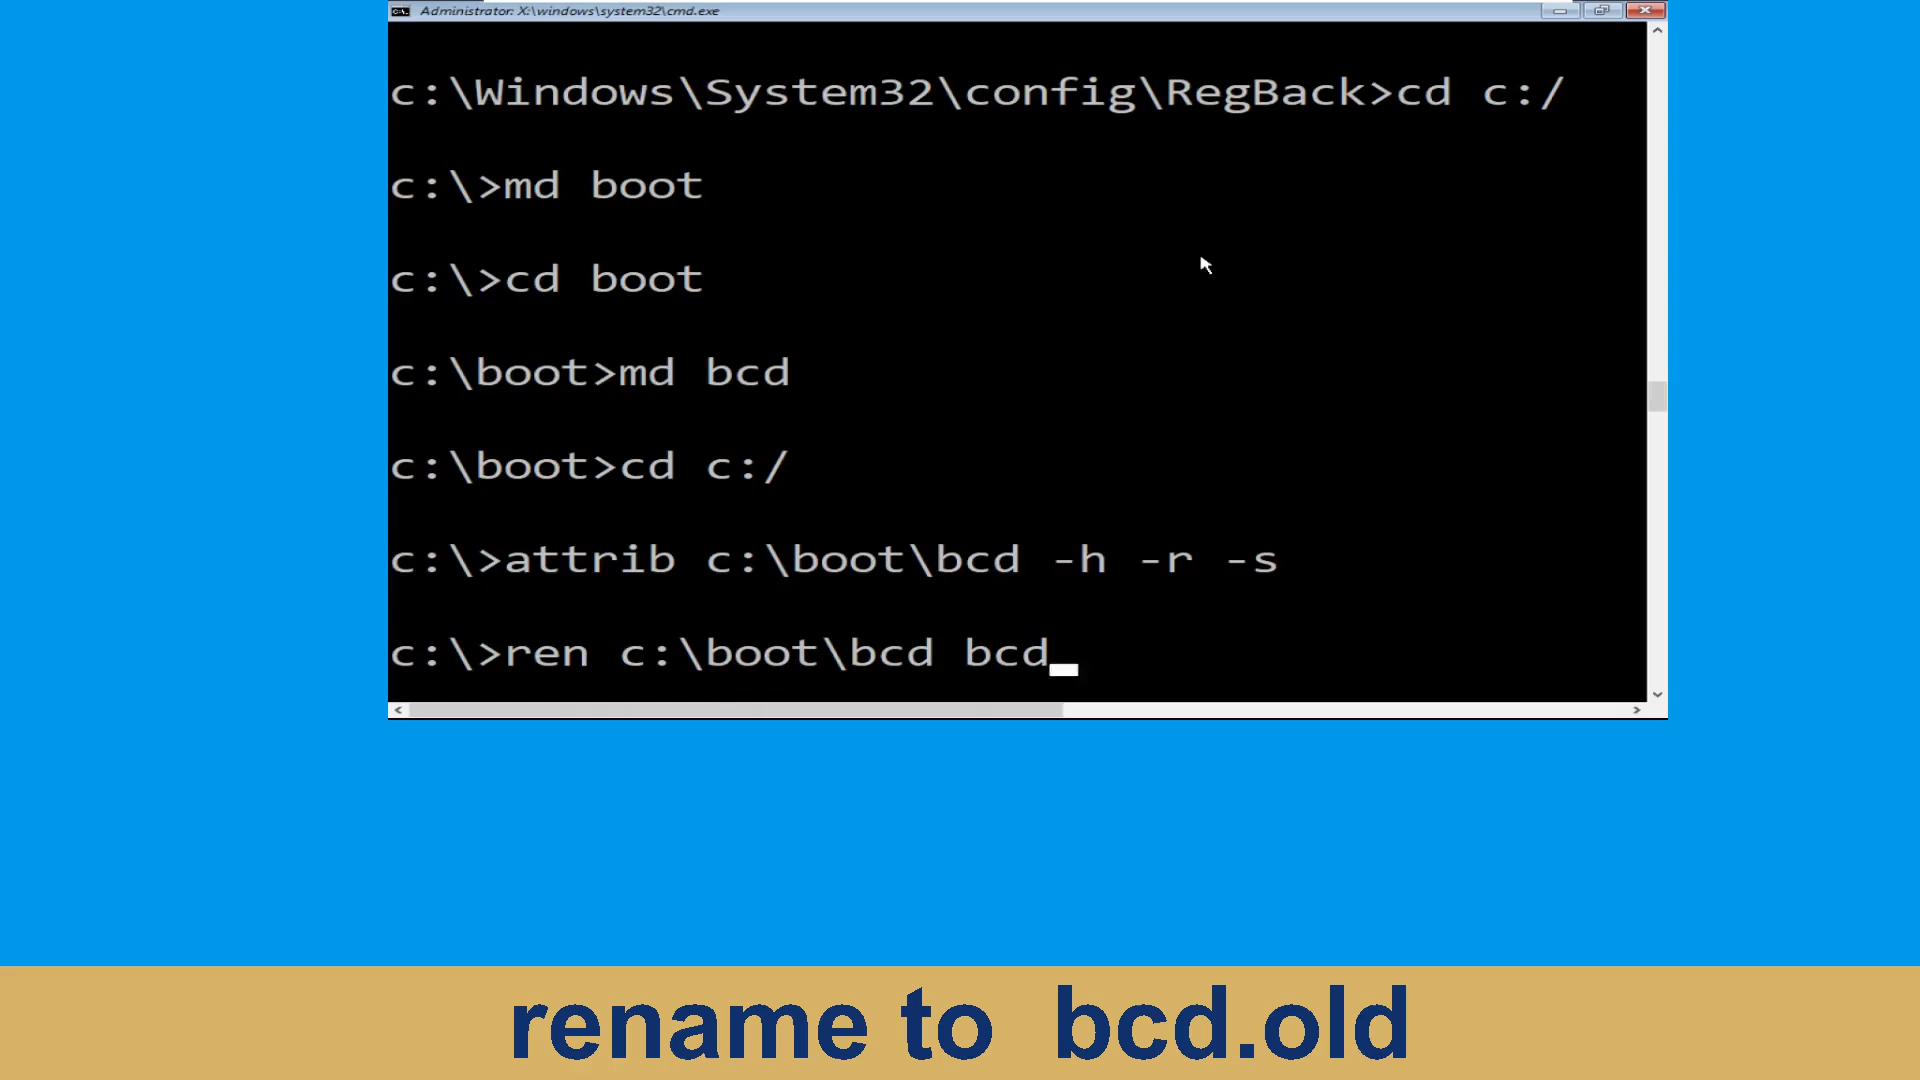 Administrator: X:\windows\system32\cmd.exe
c:\Windows\System32\config\RegBack>cd c:/
c:\>md boot
c:\>cd boot
c:\boot>md bcd
c:\boot>cd c:/
c:\>attrib c:\boot\bcd -h -r -s
c:\>ren c:\boot\bcd bcd
rename to bcd.old